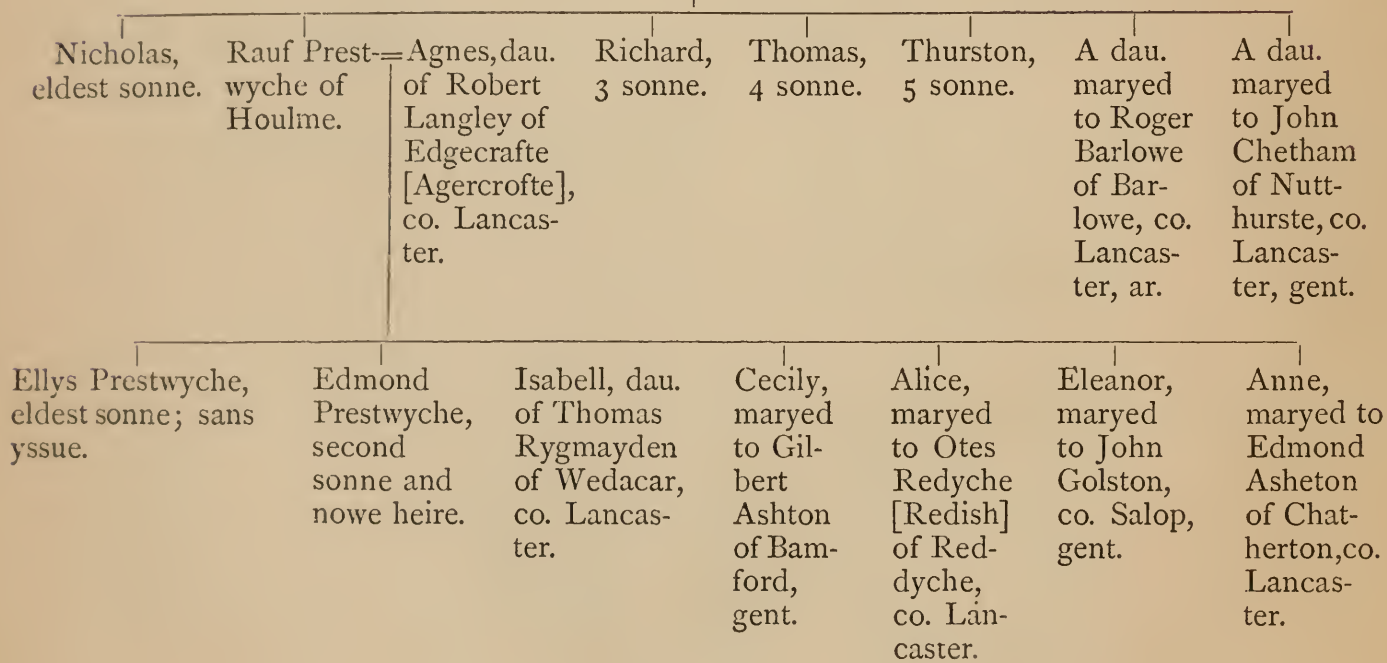 Nicholas,
eldest sonne.
Rauf Prest-
wyche of
Houlme.
=Agnes, dau.
of Robert
Langley of
Edgecrafte
[Agercrofte],
co. Lancas-
ter.
Richard,
3 sonne.
Thomas,
4 sonne.
Thurston,
5 sonne.
A dau.
maryed
to Roger
Barlowe
of Bar-
lowe, co.
Lancas-
ter, ar.
A dau.
maryed
to John
Chetham
of Nutt-
hurste, co.
Lancas-
ter, gent.
Ellys Prestwyche,
eldest sonne; sans
yssue.
Edmond
Prestwyche,
second
sonne and
nowe heire.
Isabell, dau.
of Thomas
Rygmayden
of Wedacar,
co. Lancas-
ter.
Cecily,
maryed
to Gil-
bert
Ashton
of Bam-
ford,
gent.
Alice,
maryed
to Otes
Redyche
[Redish]
of Red-
dyche,
co. Lan-
caster.
Eleanor,
maryed
to John
Golston,
co. Salop,
gent.
Anne,
maryed to
Edmond
Asheton
of Chat-
herton, co.
Lancas-
ter.